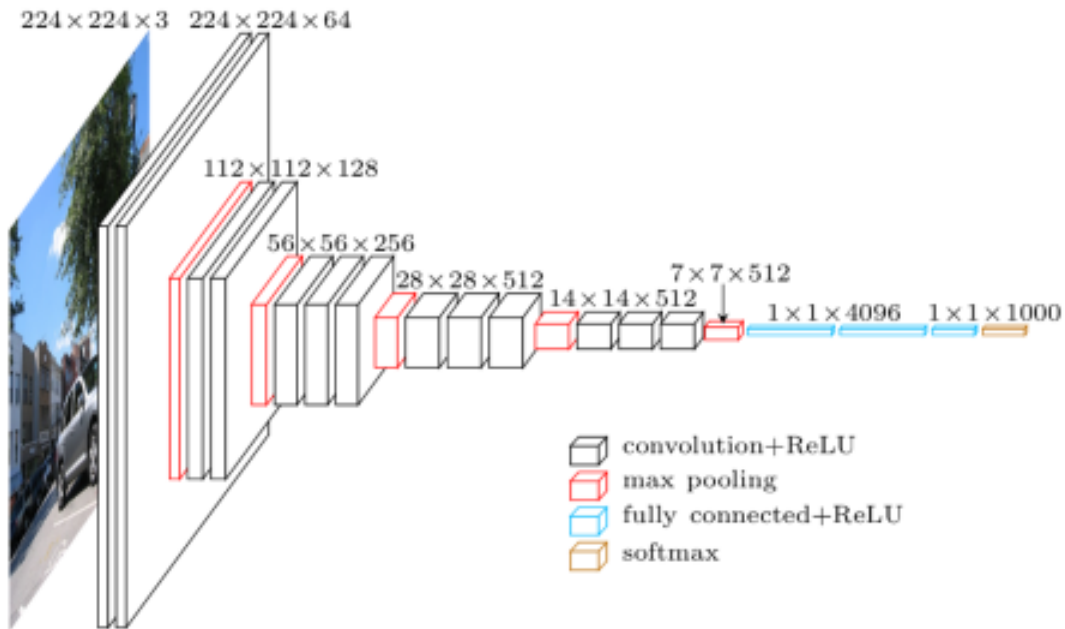 224×224×3
224×224×64
112×112×128
56×56×256
28×28×512
14×14×512
7×7×512
1×1×4096
1×1×1000
convolution+ReLU
max pooling
fully connected+ReLU
softmax